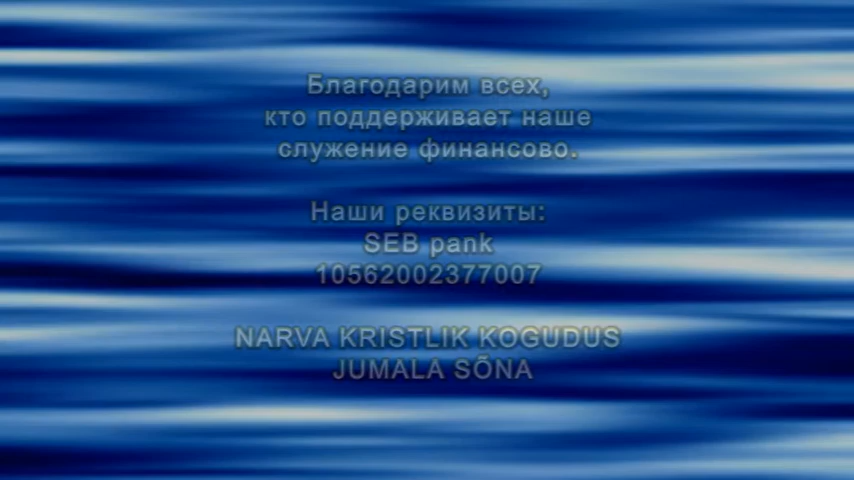 Благодарим всех,
кто поддерживает наше
служение финансово.
Наши реквизиты:
SEB pank
10562002377007
NARVA KRISTLIK KOGUDUS
JUMALA SÕNA